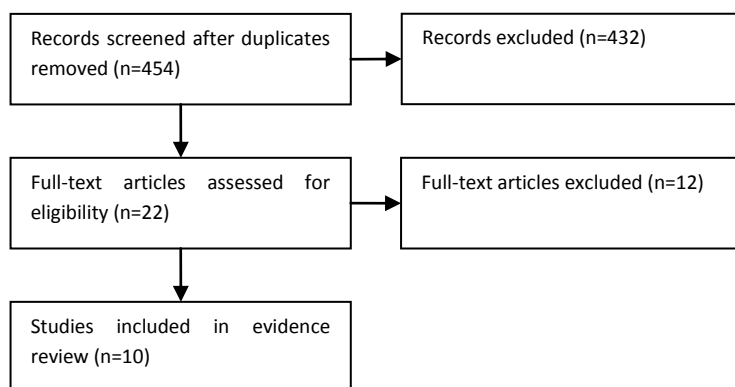 Records screened after duplicates
removed (n=454)
Records excluded (n=432)
Full-text articles assessed for
eligibility (n=22)
Full-text articles excluded (n=12)
Studies included in evidence
review (n=10)